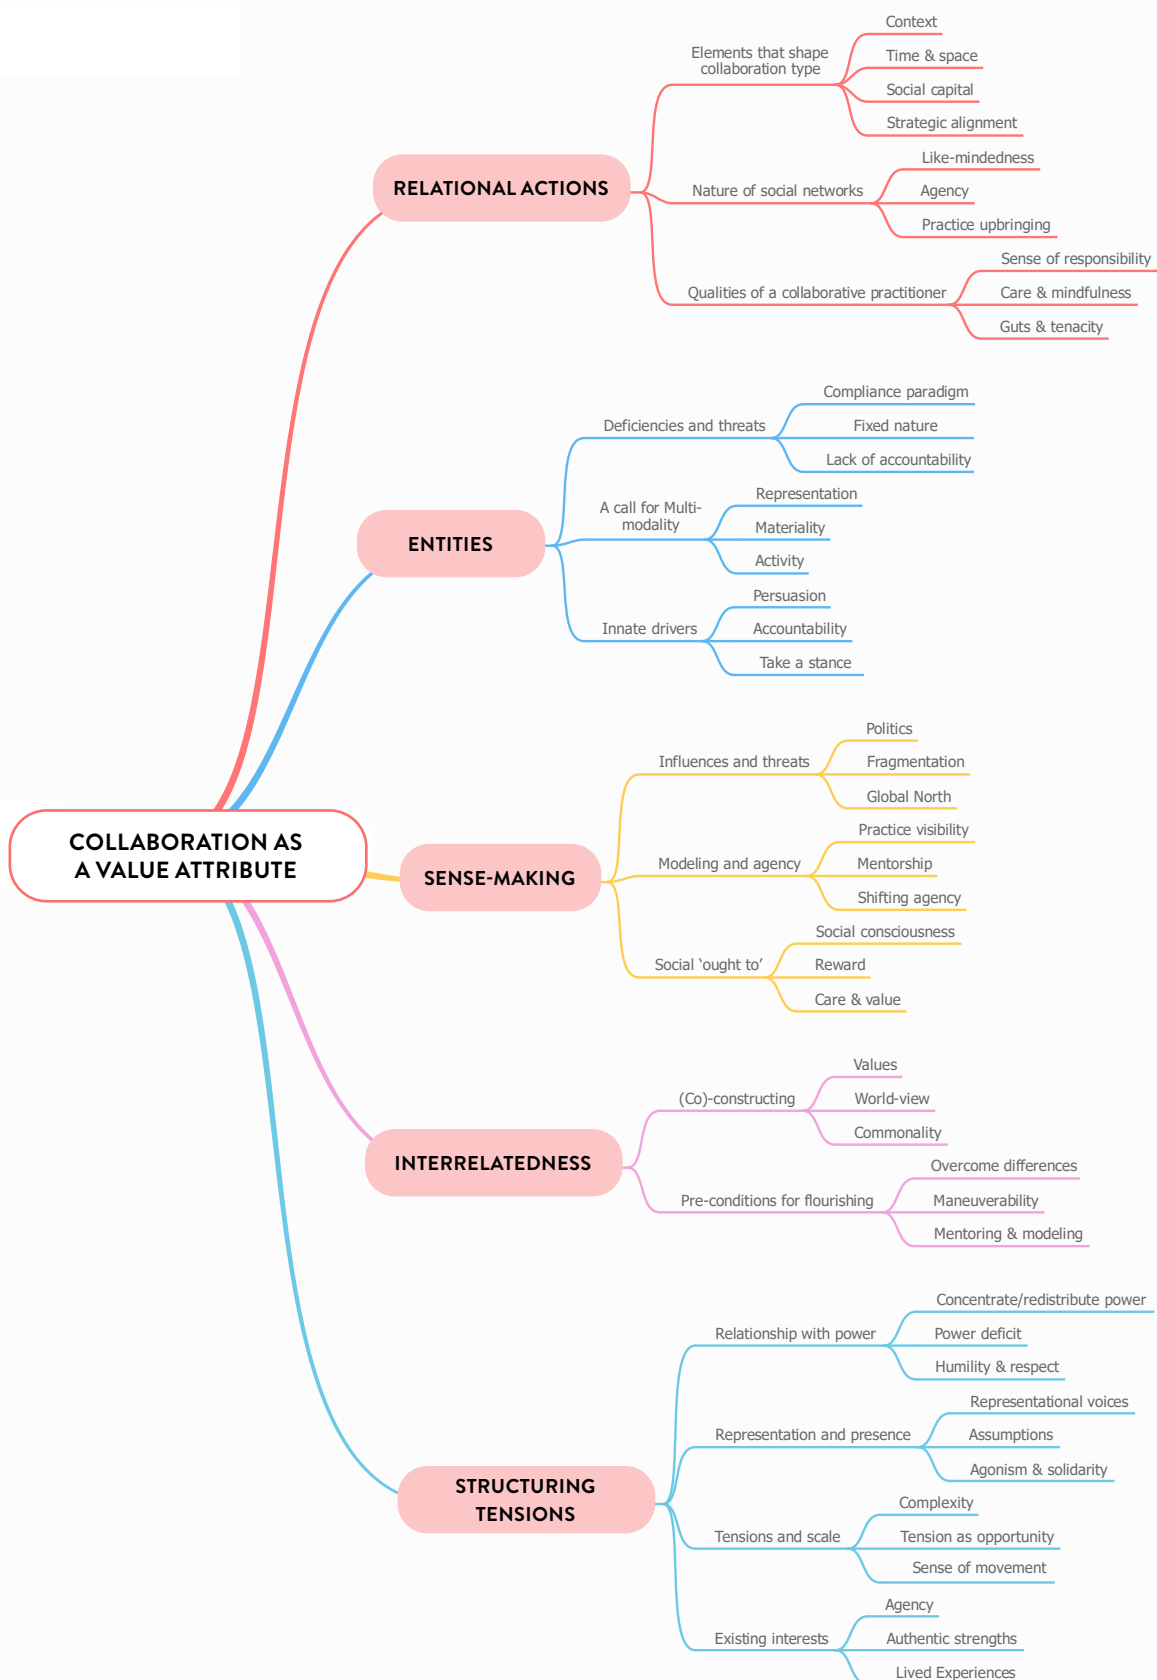 COLLABORATION AS
A VALUE ATTRIBUTE
RELATIONAL ACTIONS
Elements that shape
collaboration type
Context
Time & space
Social capital
Strategic alignment
Nature of social networks
Like-mindedness
Agency
Practice upbringing
Qualities of a collaborative practitioner
Sense of responsibility
Care & mindfulness
Guts & tenacity
ENTITIES
Deficiencies and threats
Compliance paradigm
Fixed nature
Lack of accountability
A call for Multi-
modality
Representation
Materiality
Activity
Innate drivers
Persuasion
Accountability
Take a stance
SENSE-MAKING
Influences and threats
Politics
Fragmentation
Global North
Modeling and agency
Practice visibility
Mentorship
Shifting agency
Social ‘ought to’
Social consciousness
Reward
Care & value
INTERRELATEDNESS
(Co)-constructing
Values
World-view
Commonality
Pre-conditions for flourishing
Overcome differences
Maneuverability
Mentoring & modeling
STRUCTURING
TENSIONS
Relationship with power
Concentrate/redistribute power
Power deficit
Humility & respect
Representation and presence
Representational voices
Assumptions
Agonism & solidarity
Tensions and scale
Complexity
Tension as opportunity
Sense of movement
Existing interests
Agency
Authentic strengths
Lived Experiences